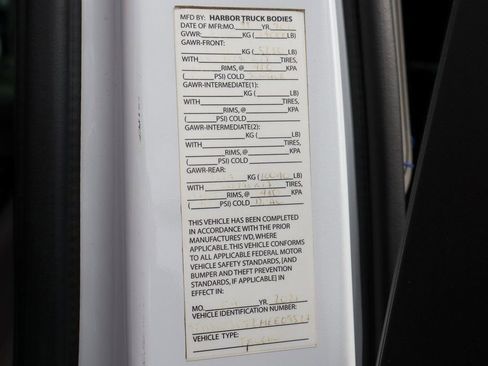 MFD BY: HARBOR TRUCK BODIES
DATE OF MFR:MO. YR.
GVWR: KG ( LB)
GAWR-FRONT:
KG ( LB)
WITH TIRES,
RIMS, @ KPA
( (PSI) COLD
GAWR-INTERMEDIATE(1):
KG ( LB)
WITH TIRES,
RIMS, @ KPA
( (PSI) COLD
GAWR-INTERMEDIATE(2):
KG ( LB)
WITH TIRES,
RIMS, @ KPA
( (PSI) COLD
GAWR-REAR:
KG ( LB)
WITH TIRES,
RIMS, @ KPA
( (PSI) COLD
THIS VEHICLE HAS BEEN COMPLETED
IN ACCORDANCE WITH THE PRIOR
MANUFACTURES' IVD, WHERE
APPLICABLE. THIS VEHICLE CONFORMS
TO ALL APPLICABLE FEDERAL MOTOR
VEHICLE SAFETY STANDARDS, [AND
BUMPER AND THEFT PREVENTION
STANDARDS, IF APPLICABLE] IN
EFFECT IN:
MO. YR.
VEHICLE IDENTIFICATION NUMBER:
VEHICLE TYPE: